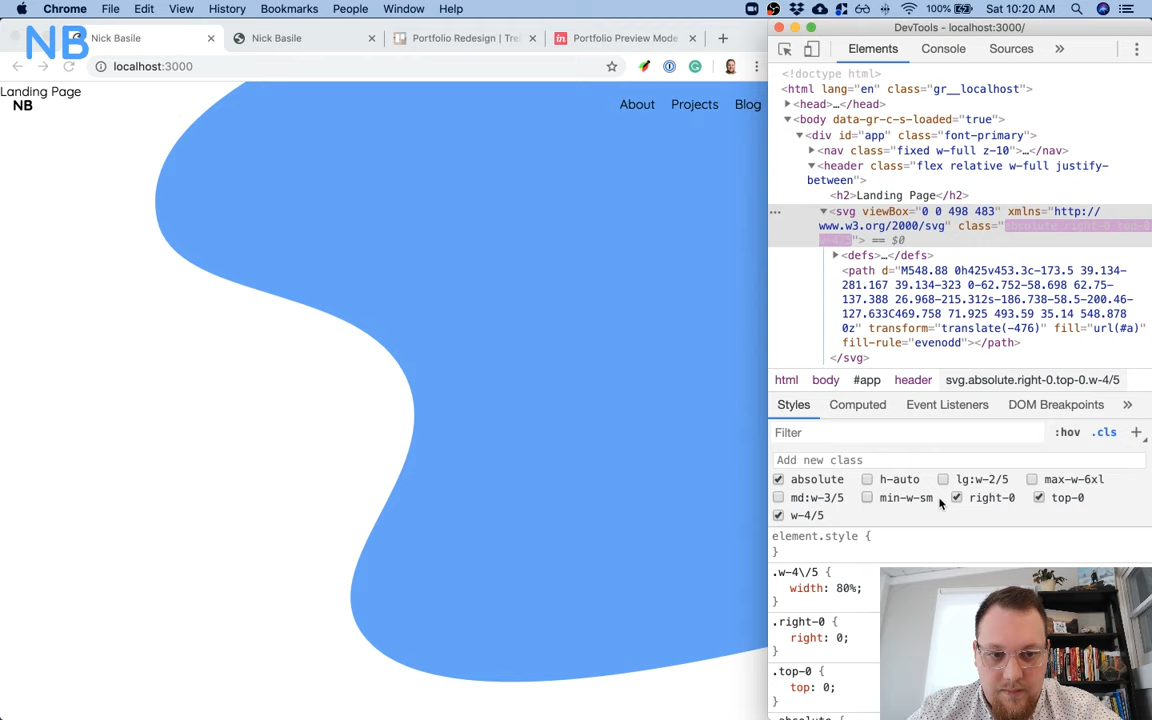 Chrome File Edit View History Bookmarks People Window Help 100% Sat 10:20 AM
NB
Nick Basile × Nick Basile × Portfolio Redesign | Tre × Portfolio Preview Mode × +
localhost:3000
Landing Page
NB
About Projects Blog
DevTools - localhost:3000/
Elements Console Sources »
<!doctype html>
<html lang="en" class="gr__localhost">
<head>…</head>
<body data-gr-c-s-loaded="true">
<div id="app" class="font-primary">
<nav class="fixed w-full z-10">…</nav>
<header class="flex relative w-full justify-
between">
<h2>Landing Page</h2>
<svg viewBox="0 0 498 483" xmlns="http://
www.w3.org/2000/svg" class="absolute right-0 top-0
w-4/5"> == $0
<defs>…</defs>
<path d="M548.88 0h425v453.3c-173.5 39.134-
281.167 39.134-323 0-62.752-58.698 62.75-
137.388 26.968-215.312s-186.738-58.5-200.46-
127.633C469.758 71.925 493.59 35.14 548.878
0z" transform="translate(-476)" fill="url(#a)"
fill-rule="evenodd"></path>
</svg>
html body #app header svg.absolute.right-0.top-0.w-4/5
Styles Computed Event Listeners DOM Breakpoints »
Filter :hov .cls +
Add new class
absolute h-auto lg:w-2/5 max-w-6xl
md:w-3/5 min-w-sm right-0 top-0
w-4/5
element.style {
}
.w-4\/5 {
width: 80%;
}
.right-0 {
right: 0;
}
.top-0 {
top: 0;
}